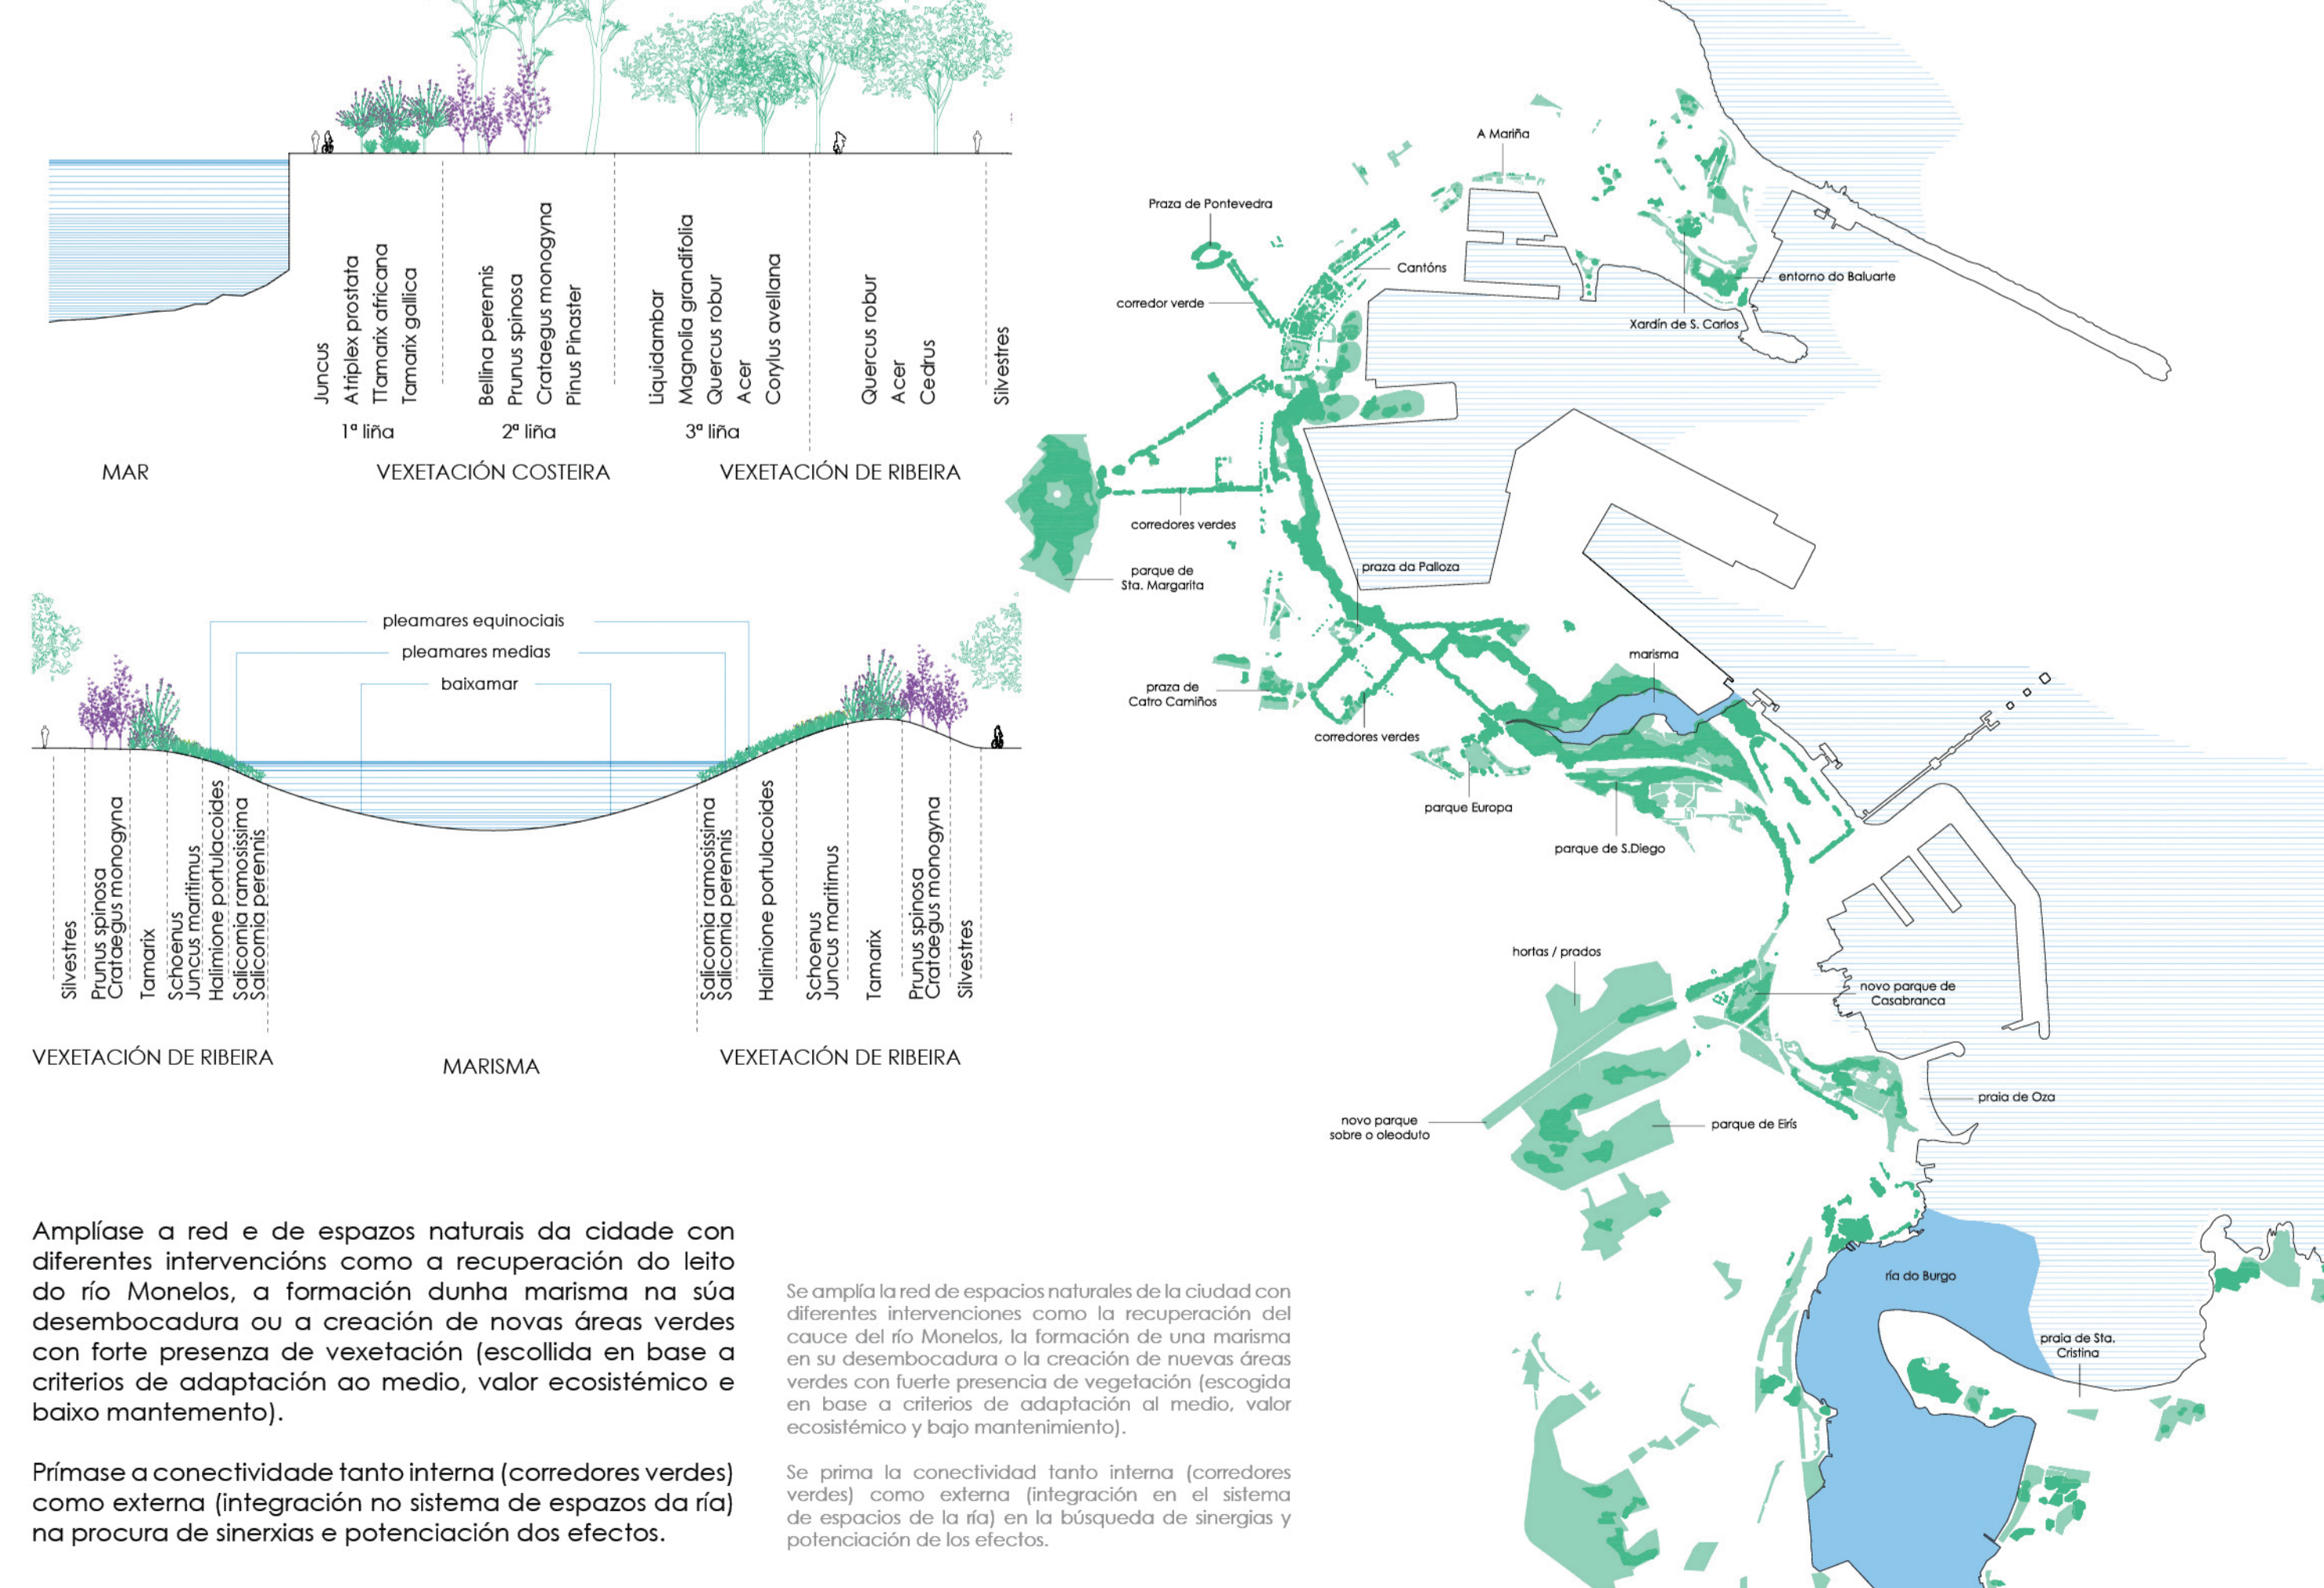 Juncus
Atriplex prostata
TTamarix africana
Tamarix gallica
Bellina perennis
Prunus spinosa
Crataegus monogyna
Pinus Pinaster
Liquidambar
Magnolia grandifolia
Quercus robur
Acer
Corylus avellana
Quercus robur
Acer
Cedrus
Silvestres
1ª liña
2ª liña
3ª liña
MAR
VEXETACIÓN COSTEIRA
VEXETACIÓN DE RIBEIRA
pleamares equinociais
pleamares medias
baixamar
Silvestres
Prunus spinosa
Crataegus monogyna
Tamarix
Schoenus
Juncus maritimus
Halimione portulacoides
Salicornia ramosissima
Salicornia perennis
Salicornia ramosissima
Salicornia perennis
Halimione portulacoides
Schoenus
Juncus maritimus
Tamarix
Prunus spinosa
Crataegus monogyna
Silvestres
VEXETACIÓN DE RIBEIRA
MARISMA
VEXETACIÓN DE RIBEIRA
Amplíase a red e de espazos naturais da cidade con
diferentes intervencións como a recuperación do leito
do río Monelos, a formación dunha marisma na súa
desembocadura ou a creación de novas áreas verdes
con forte presenza de vexetación (escollida en base a
criterios de adaptación ao medio, valor ecosistémico e
baixo mantemento).
Prímase a conectividade tanto interna (corredores verdes)
como externa (integración no sistema de espazos da ría)
na procura de sinerxias e potenciación dos efectos.
Se amplía la red de espacios naturales de la ciudad con
diferentes intervenciones como la recuperación del
cauce del río Monelos, la formación de una marisma
en su desembocadura o la creación de nuevas áreas
verdes con fuerte presencia de vegetación (escogida
en base a criterios de adaptación al medio, valor
ecosistémico y bajo mantenimiento).
Se prima la conectividad tanto interna (corredores
verdes) como externa (integración en el sistema
de espacios de la ría) en la búsqueda de sinergias y
potenciación de los efectos.
A Mariña
Praza de Pontevedra
Cantóns
corredor verde
entorno do Baluarte
Xardín de S. Carlos
corredores verdes
parque de
Sta. Margarita
praza da Palloza
marisma
praza de
Catro Camiños
corredores verdes
parque Europa
parque de S.Diego
hortas / prados
novo parque de
Casabranca
praia de Oza
novo parque
sobre o oleoduto
parque de Eirís
ría do Burgo
praia de Sta.
Cristina